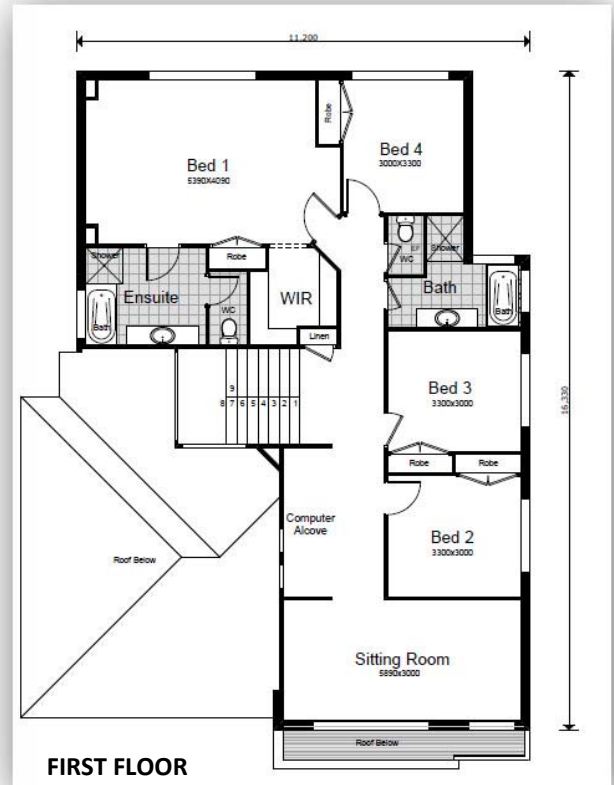 11,200
Bed 1
5390X4090
Robe
Bed 4
3000X3300
16,330
Shower
Ensuite
Bath
WC
Robe
WIR
Linen
WC
EF
Shower
Bath
Bath
9
8 7 6 5 4 3 2 1
Bed 3
3300x3000
Robe
Robe
Computer
Alcove
Bed 2
3300x3000
Roof Below
Sitting Room
5890x3000
Roof Below
FIRST FLOOR